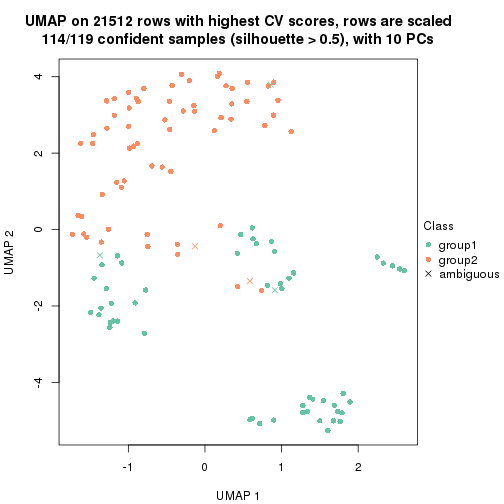 UMAP on 21512 rows with highest CV scores, rows are scaled
114/119 confident samples (silhouette > 0.5), with 10 PCs
4
2
0
-2
-4
UMAP 2
-1 0 1 2
UMAP 1
Class
group1
group2
ambiguous